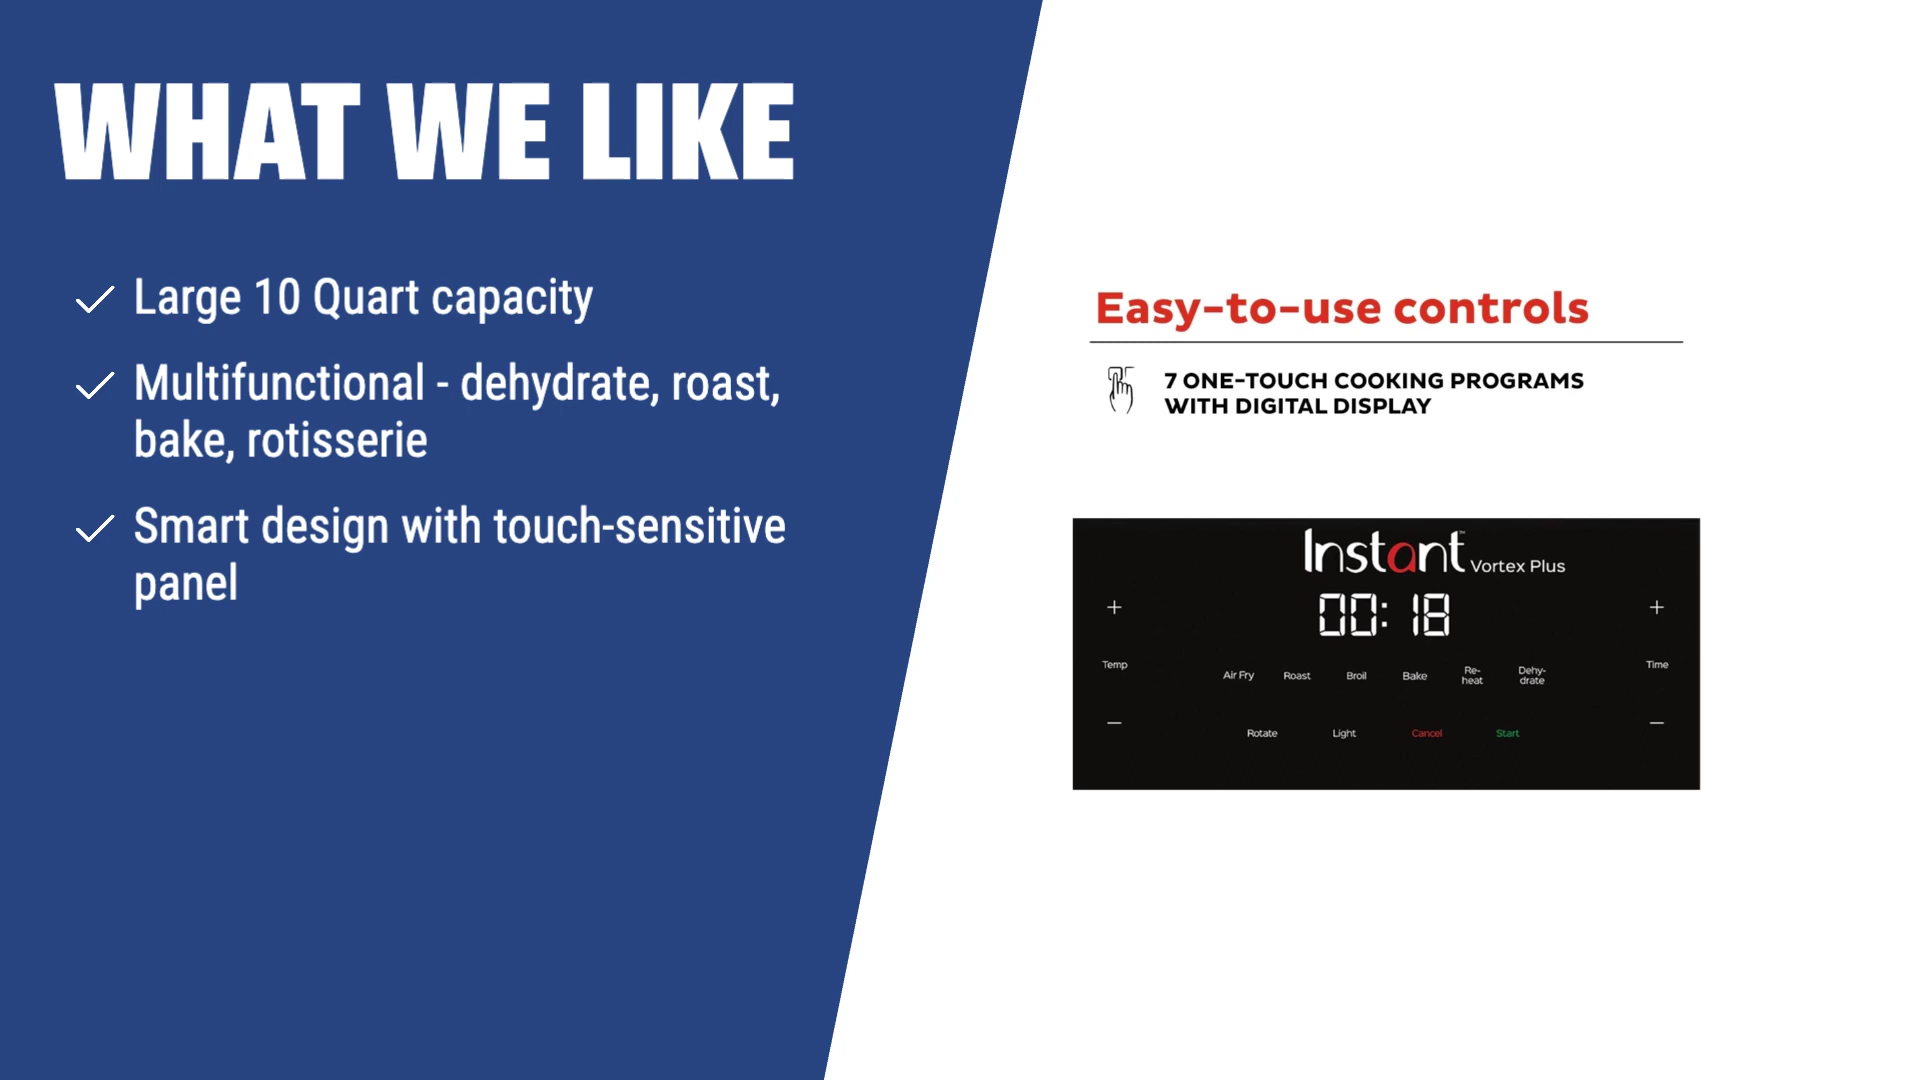 WHAT WE LIKE
Large 10 Quart capacity
Multifunctional - dehydrate, roast,
bake, rotisserie
Smart design with touch-sensitive
panel
Easy-to-use controls
7 ONE-TOUCH COOKING PROGRAMS
WITH DIGITAL DISPLAY
Instant™ Vortex Plus
+ 00:18 +
Temp Time
Air Fry Roast Broil Bake Re-
heat Dehy-
drate
− −
Rotate Light Cancel Start